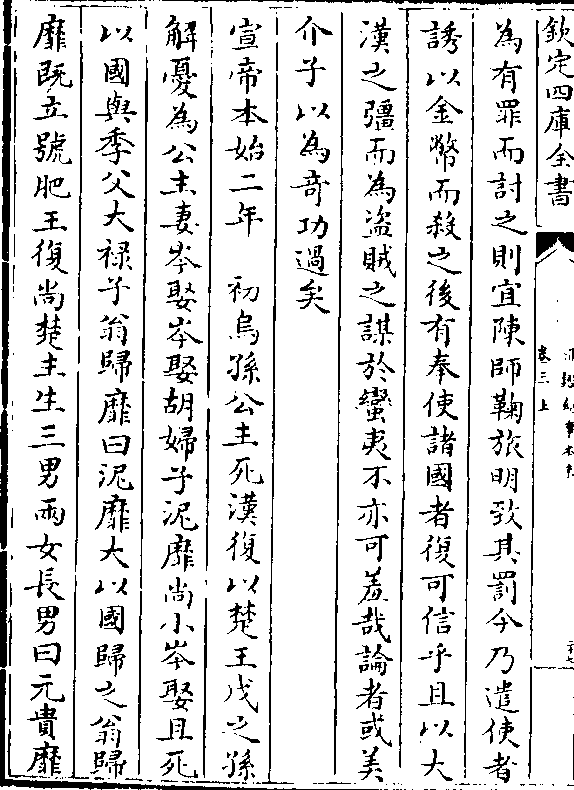 欽定四庫全書
卷三上
為有罪而討之則宜陳師鞠旅明致其罰今乃遣使者
誘以金幣而殺之後有奉使諸國者復可信乎且以大
漢之彊而為盜賊之謀於蠻夷不亦可羞哉論者或美
介子以為奇功過矣
宣帝本始二年　初烏孫公主死漢復以楚王戊之孫
解憂為公主妻岑娶岑娶胡婦子泥靡尚小岑娶且死
以國與季父大祿子翁歸靡曰泥靡大以國歸之翁歸
靡既立號肥王復尚楚主生三男兩女長男曰元貴靡